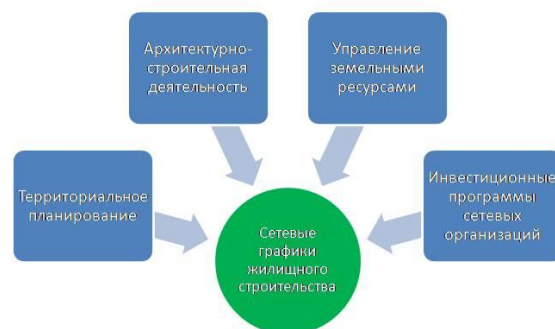 Архитектурно-
строительная
деятельность
Управление
земельными
ресурсами
Территориальное
планирование
Инвестиционные
программы
сетевых
организаций
Сетевые
графики
жилищного
строительства